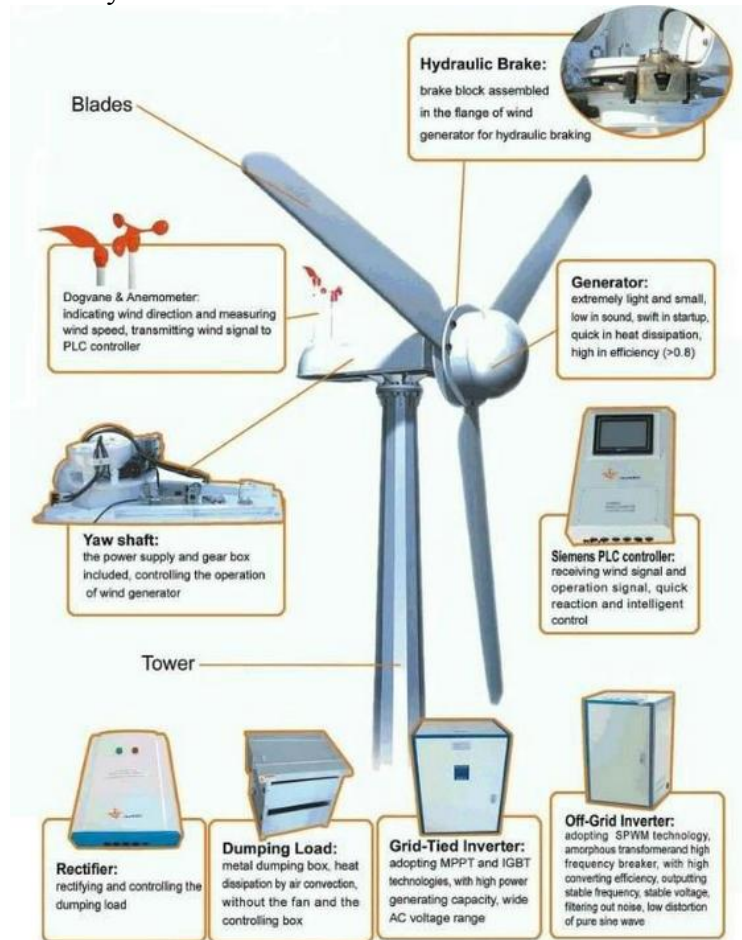 Hydraulic Brake:
brake block assembled
in the flange of wind
generator for hydraulic braking
Blades
Dogvane & Anemometer:
indicating wind direction and measuring
wind speed, transmitting wind signal to
PLC controller
Generator:
extremely light and small,
low in sound, swift in startup,
quick in heat dissipation,
high in efficiency (>0.8)
Yaw shaft:
the power supply and gear box
included, controlling the operation
of wind generator
Siemens PLC controller:
receiving wind signal and
operation signal, quick
reaction and intelligent
control
Tower
Rectifier:
rectifying and controlling the
dumping load
Dumping Load:
metal dumping box, heat
dissipation by air convection,
without the fan and the
controlling box
Grid-Tied Inverter:
adopting MPPT and IGBT
technologies, with high power
generating capacity, wide
AC voltage range
Off-Grid Inverter:
adopting SPWM technology,
amorphous transformerand high
frequency breaker, with high
converting efficiency, outputting
stable frequency, stable voltage,
filtering out noise, low distortion
of pure sine wave